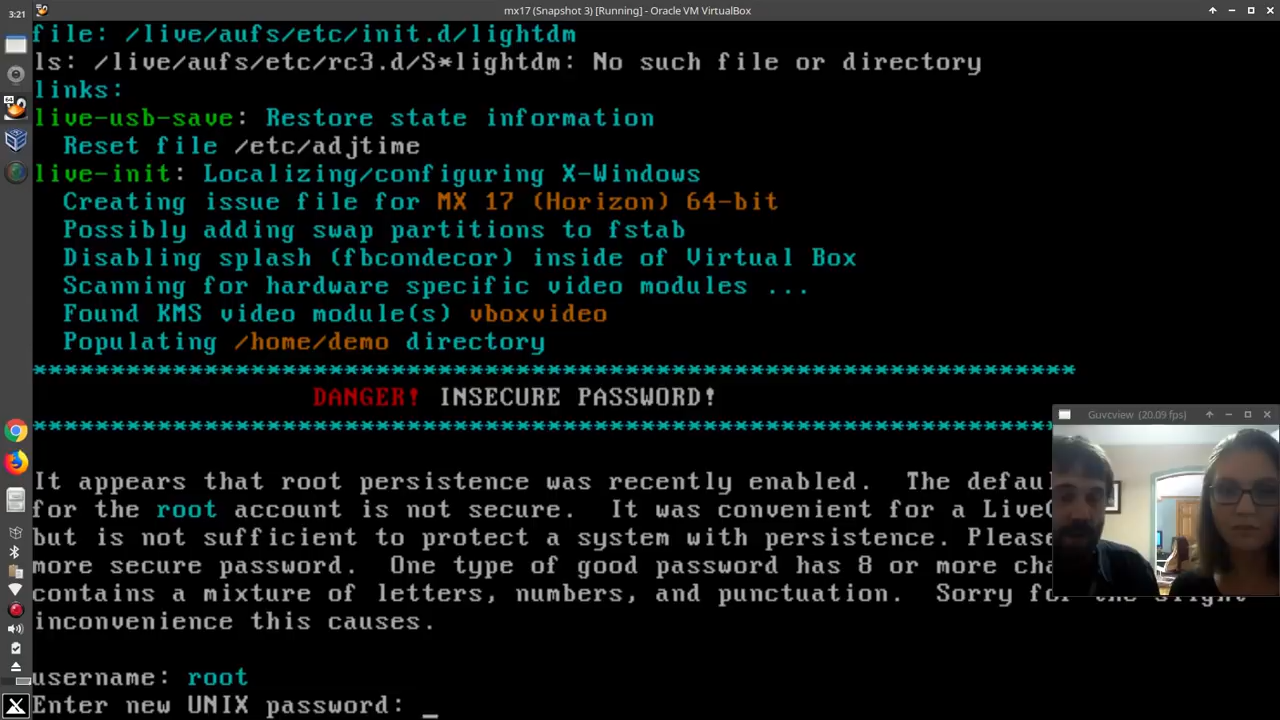 3:21
mx17 (Snapshot 3) [Running] - Oracle VM VirtualBox
file: /live/aufs/etc/init.d/lightdm
ls: /live/aufs/etc/rc3.d/S*lightdm: No such file or directory
links:
live-usb-save: Restore state information
Reset file /etc/adjtime
live-init: Localizing/configuring X-Windows
Creating issue file for MX 17 (Horizon) 64-bit
Possibly adding swap partitions to fstab
Disabling splash (fbcondecor) inside of Virtual Box
Scanning for hardware specific video modules ...
Found KMS video module(s) vboxvideo
Populating /home/demo directory
*******************************************************************
DANGER! INSECURE PASSWORD!
Guvcview (20.09 fps)
*****************************************************************
It appears that root persistence was recently enabled. The defau
for the root account is not secure. It was convenient for a Live
but is not sufficient to protect a system with persistence. Please
more secure password. One type of good password has 8 or more cha
contains a mixture of letters, numbers, and punctuation. Sorry for the slight
inconvenience this causes.
username: root
Enter new UNIX password: _